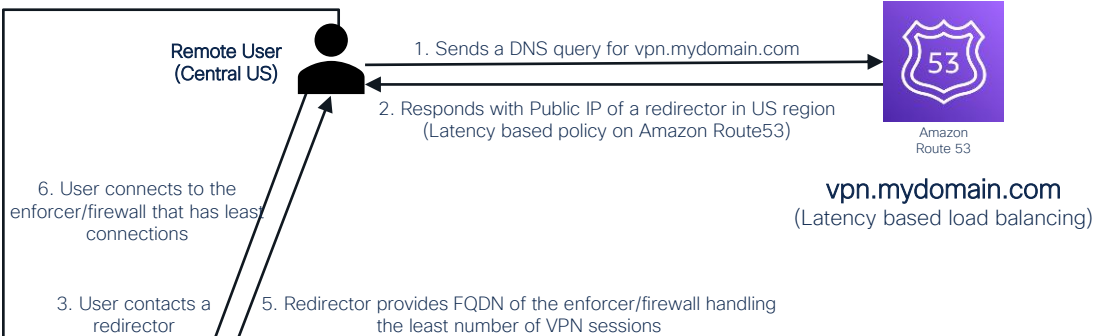 Remote User
(Central US)
1. Sends a DNS query for vpn.mydomain.com
53
2. Responds with Public IP of a redirector in US region
(Latency based policy on Amazon Route53)
Amazon
Route 53
vpn.mydomain.com
(Latency based load balancing)
6. User connects to the
enforcer/firewall that has least
connections
3. User contacts a
redirector
5. Redirector provides FQDN of the enforcer/firewall handling
the least number of VPN sessions